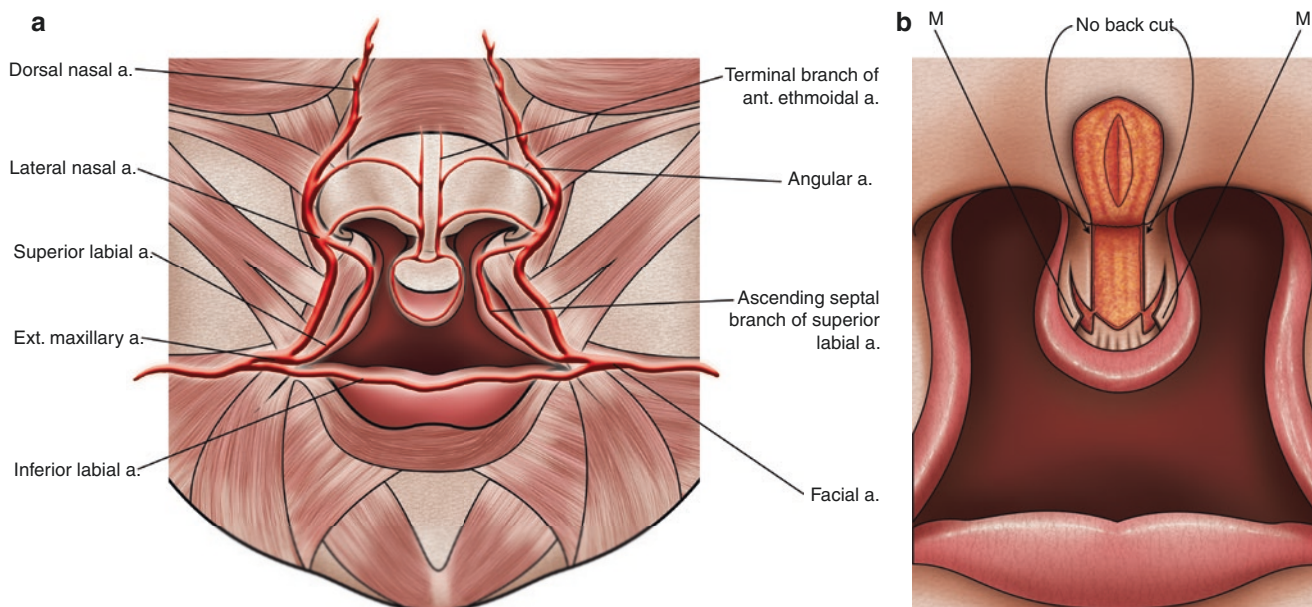 a
Dorsal nasal a.
Lateral nasal a.
Superior labial a.
Ext. maxillary a.
Inferior labial a.
Terminal branch of
ant. ethmoidal a.
Angular a.
Ascending septal
branch of superior
labial a.
Facial a.
b
M
No back cut
M